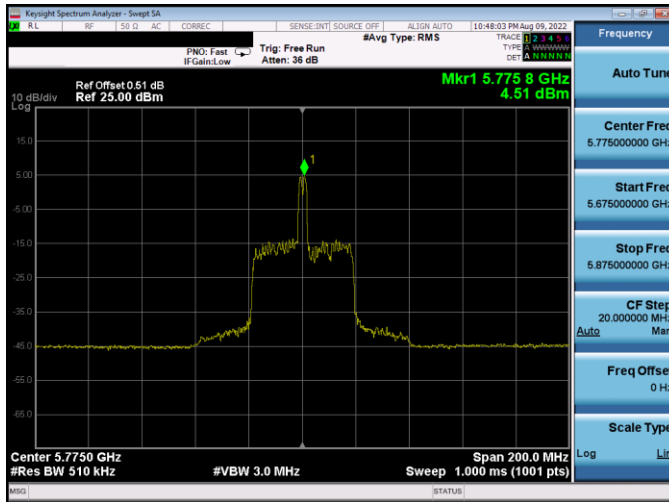 Keysight Spectrum Analyzer - Swept SA
RL RF 50 Ω AC CORREC SENSE:INT SOURCE OFF ALIGN AUTO 10:48:03 PM Aug 09, 2022
#Avg Type: RMS
TRACE 1 2 3 4 5 6
TYPE A WWWWW
DET A N N N N N
PNO: Fast
IFGain:Low
Trig: Free Run
Atten: 36 dB
Ref Offset 0.51 dB
10 dB/div Ref 25.00 dBm
Log
Mkr1 5.775 8 GHz
4.51 dBm
15.0
5.00
-5.00
-15.0
-25.0
-35.0
-45.0
-55.0
-65.0
1
Center 5.7750 GHz
Span 200.0 MHz
#Res BW 510 kHz
#VBW 3.0 MHz
Sweep 1.000 ms (1001 pts)
MSG
STATUS
Frequency
Auto Tune
Center Freq
5.775000000 GHz
Start Freq
5.675000000 GHz
Stop Freq
5.875000000 GHz
CF Step
20.000000 MHz
Auto Man
Freq Offset
0 Hz
Scale Type
Log Lin